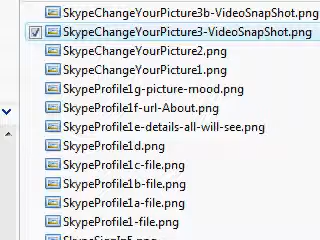 SkypeChangeYourPicture3b-VideoSnapShot.png
SkypeChangeYourPicture3-VideoSnapShot.png
SkypeChangeYourPicture2.png
SkypeChangeYourPicture1.png
SkypeProfile1g-picture-mood.png
SkypeProfile1f-url-About.png
SkypeProfile1e-details-all-will-see.png
SkypeProfile1d.png
SkypeProfile1c-file.png
SkypeProfile1b-file.png
SkypeProfile1a-file.png
SkypeProfile1-file.png